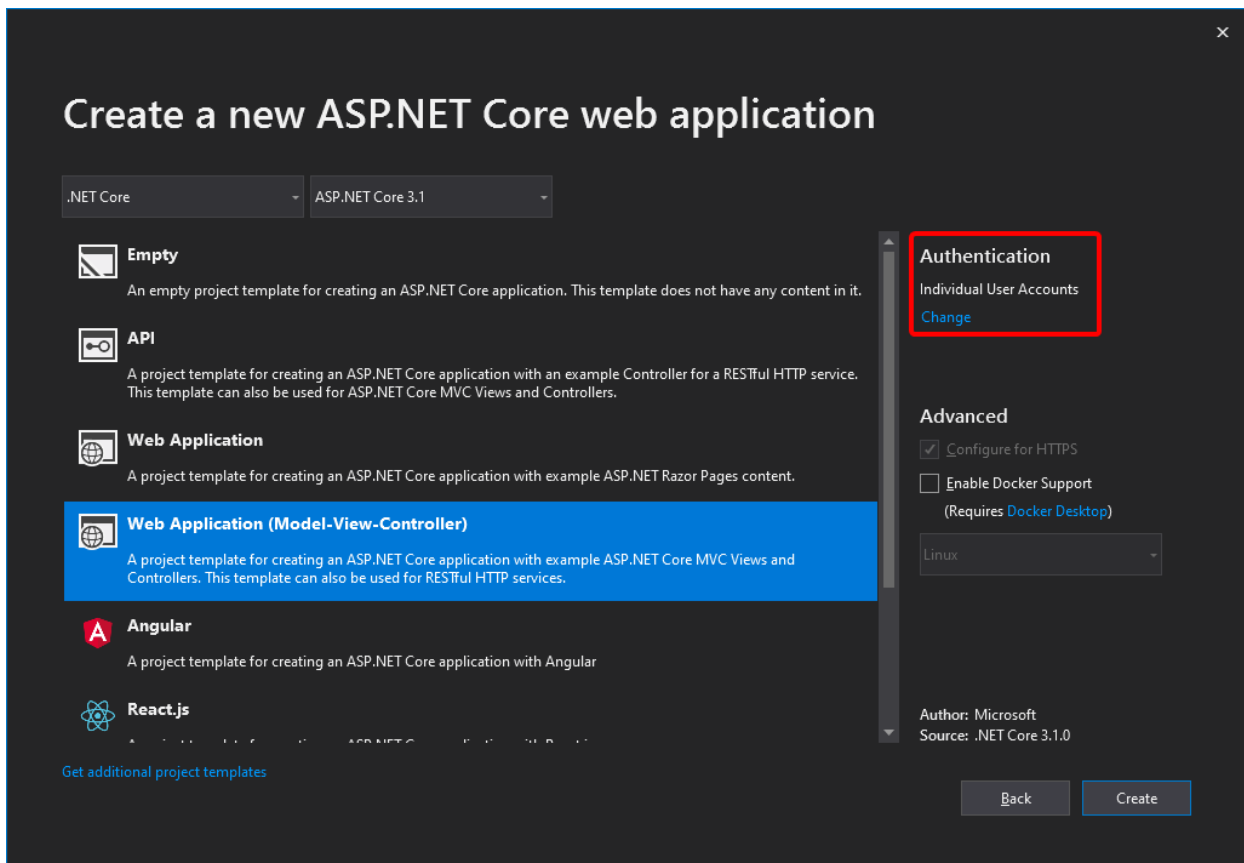 Create a new ASP.NET Core web application
.NET Core
ASP.NET Core 3.1
Empty
An empty project template for creating an ASP.NET Core application. This template does not have any content in it.
API
A project template for creating an ASP.NET Core application with an example Controller for a RESTful HTTP service.
This template can also be used for ASP.NET Core MVC Views and Controllers.
Web Application
A project template for creating an ASP.NET Core application with example ASP.NET Razor Pages content.
Web Application (Model-View-Controller)
A project template for creating an ASP.NET Core application with example ASP.NET Core MVC Views and
Controllers. This template can also be used for RESTful HTTP services.
Angular
A project template for creating an ASP.NET Core application with Angular
React.js
Get additional project templates
Authentication
Individual User Accounts
Change
Advanced
Configure for HTTPS
Enable Docker Support
(Requires Docker Desktop)
Linux
Author: Microsoft
Source: .NET Core 3.1.0
Back
Create